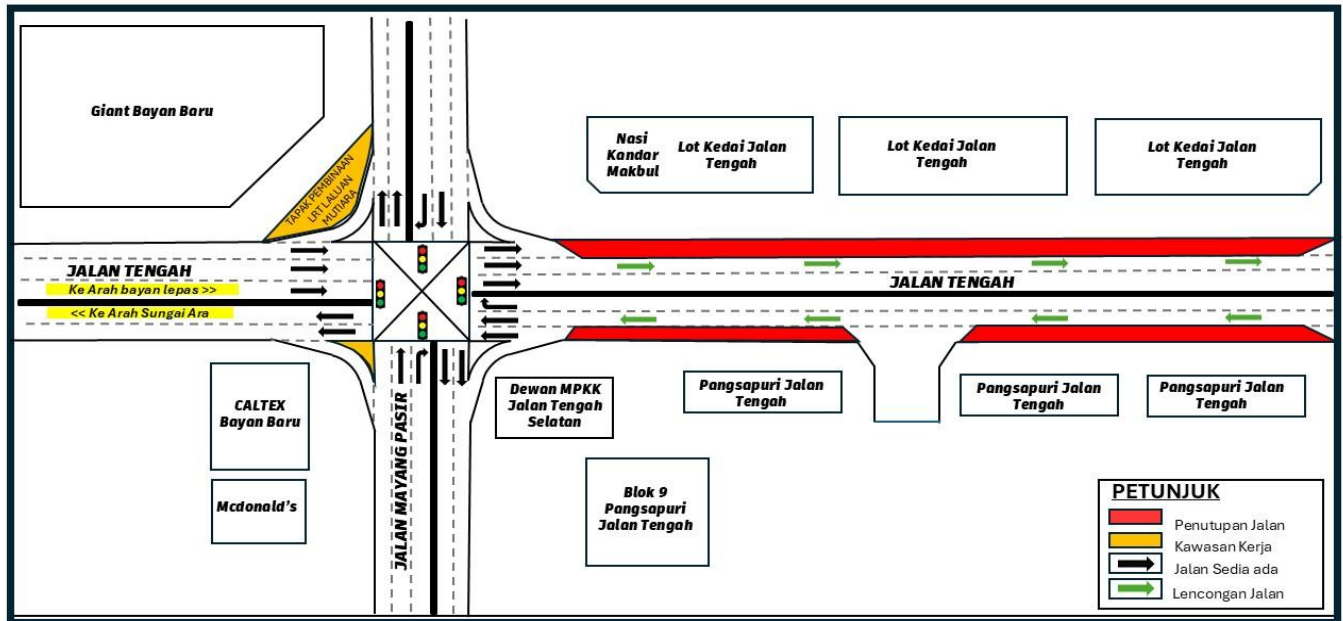 Giant Bayan Baru
TAPAK PEMBINAAN
LRT LALUAN
MUTIARA
Nasi
Kandar
Makbul
Lot Kedai Jalan
Tengah
Lot Kedai Jalan
Tengah
Lot Kedai Jalan
Tengah
JALAN TENGAH
Ke Arah bayan lepas >>
<< Ke Arah Sungai Ara
JALAN TENGAH
CALTEX
Bayan Baru
Mcdonald's
JALAN MAYANG PASIR
Dewan MPKK
Jalan Tengah
Selatan
Pangsapuri Jalan
Tengah
Pangsapuri Jalan
Tengah
Pangsapuri Jalan
Tengah
Blok 9
Pangsapuri
Jalan Tengah
PETUNJUK
Penutupan Jalan
Kawasan Kerja
Jalan Sedia ada
Lencongan Jalan